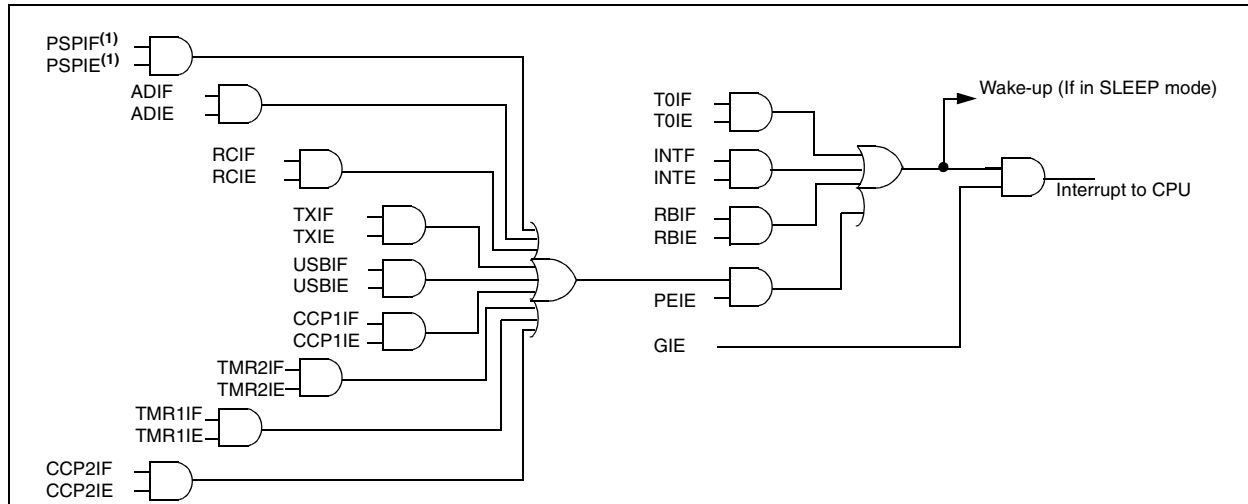 PSPIF(1)
PSPIE(1)
ADIF
ADIE
RCIF
RCIE
TXIF
TXIE
USBIF
USBIE
CCP1IF
CCP1IE
TMR2IF
TMR2IE
TMR1IF
TMR1IE
CCP2IF
CCP2IE
T0IF
T0IE
INTF
INTE
RBIF
RBIE
PEIE
GIE
Wake-up (If in SLEEP mode)
Interrupt to CPU